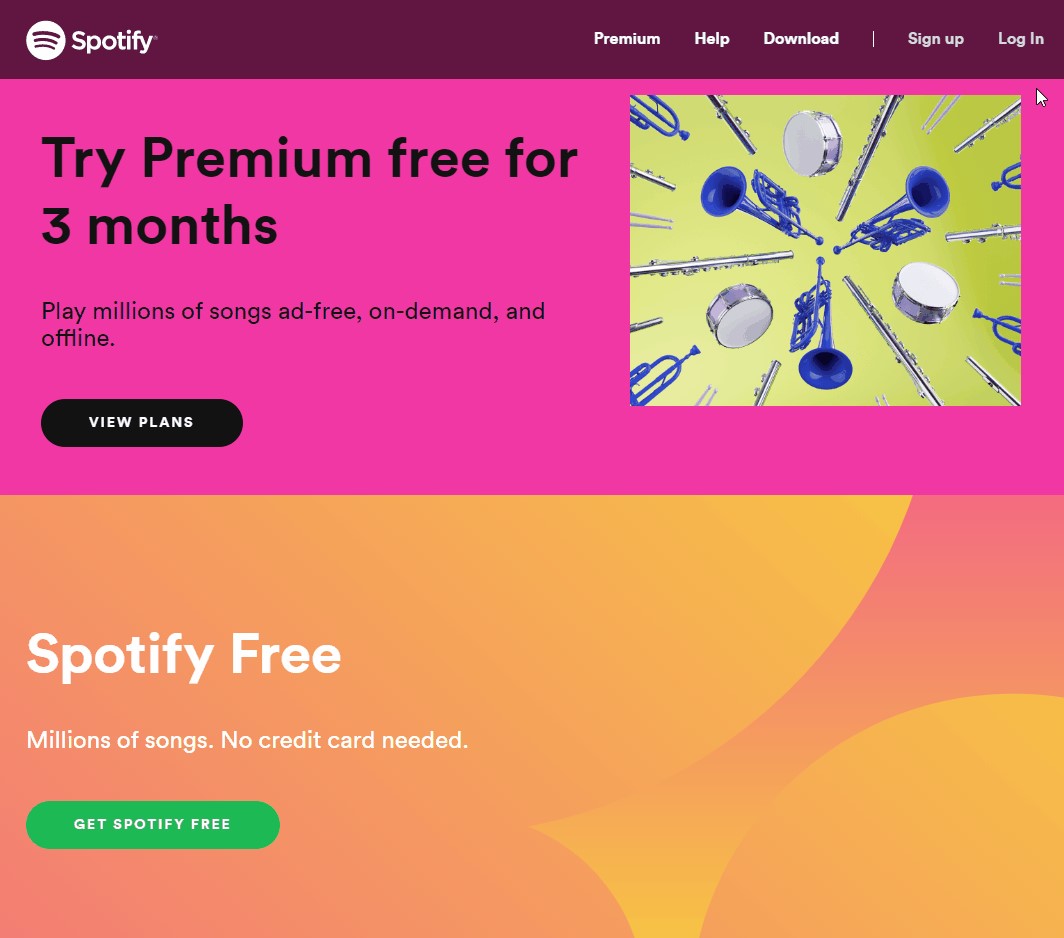 Spotify®
Premium Help Download | Sign up Log In
Try Premium free for
3 months
Play millions of songs ad-free, on-demand, and
offline.
VIEW PLANS
Spotify Free
Millions of songs. No credit card needed.
GET SPOTIFY FREE